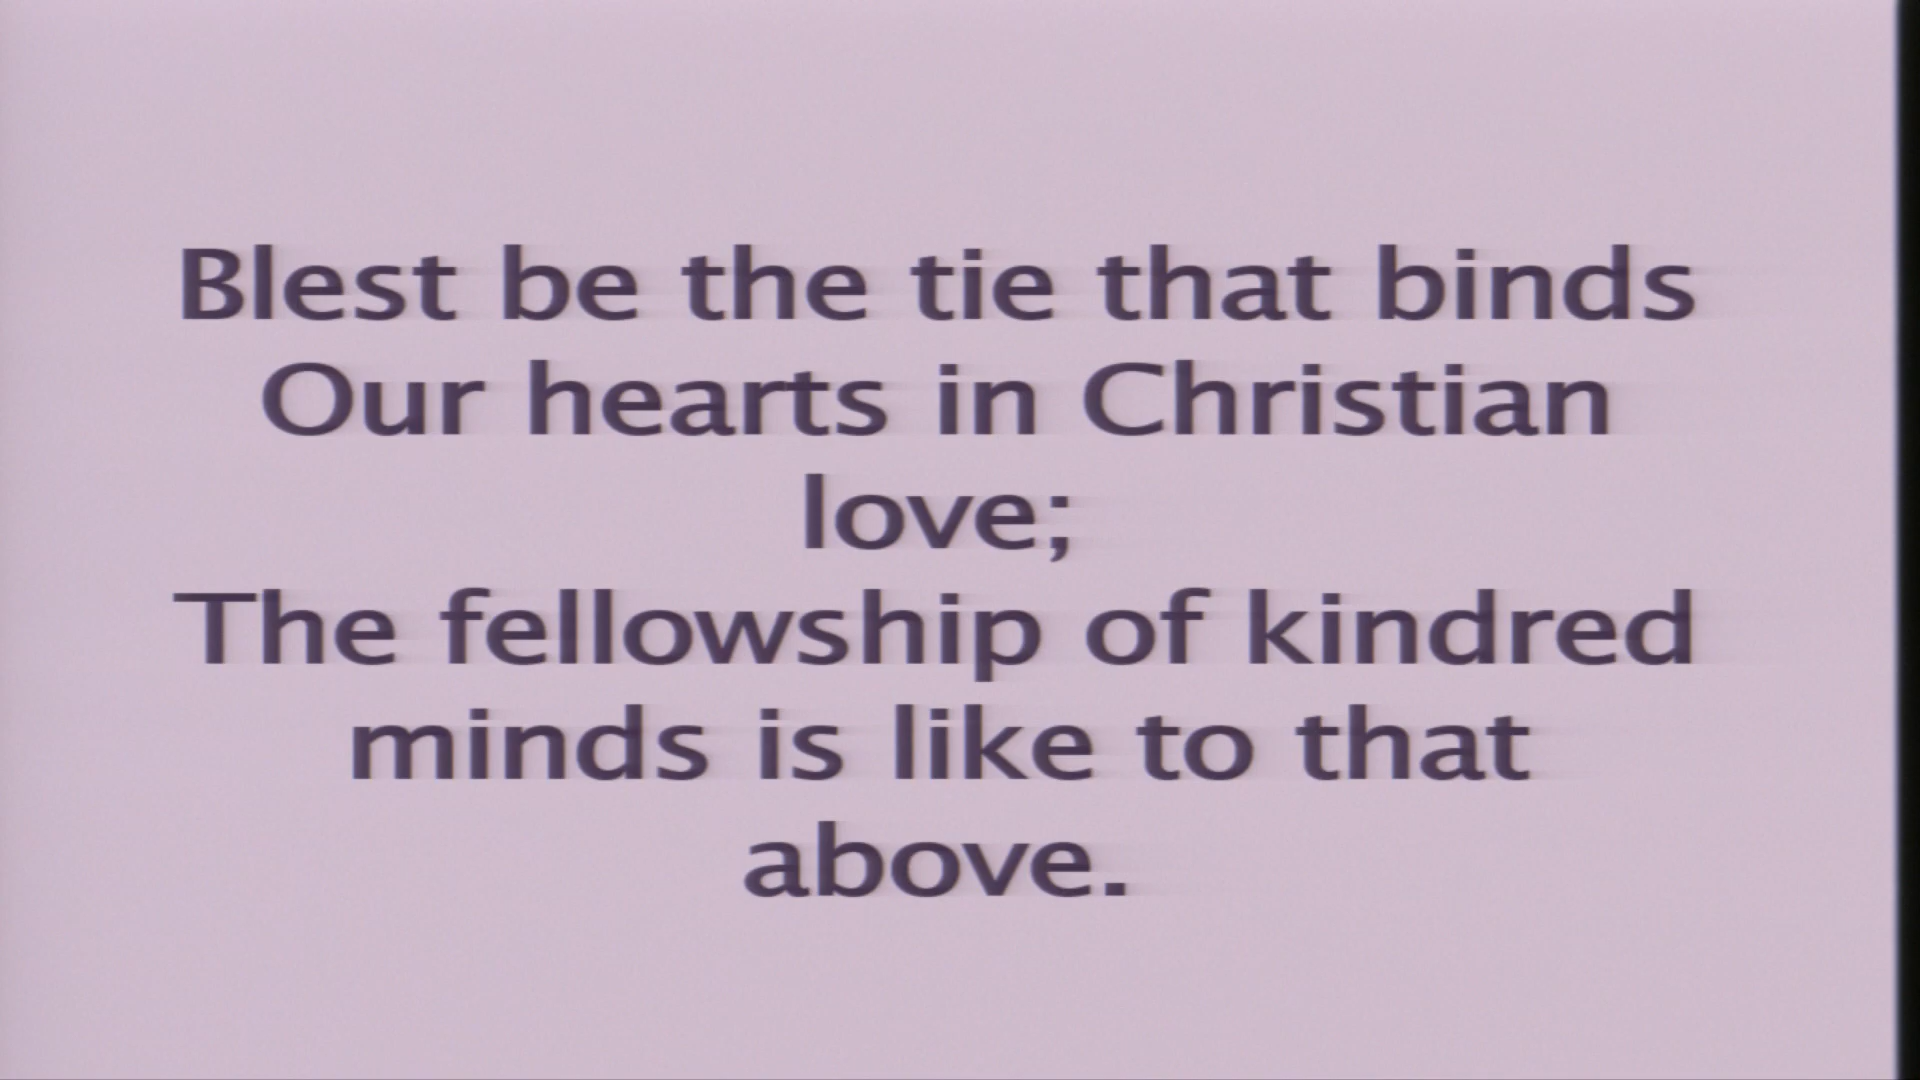 Blest be the tie that binds
Our hearts in Christian
love;
The fellowship of kindred
minds is like to that
above.